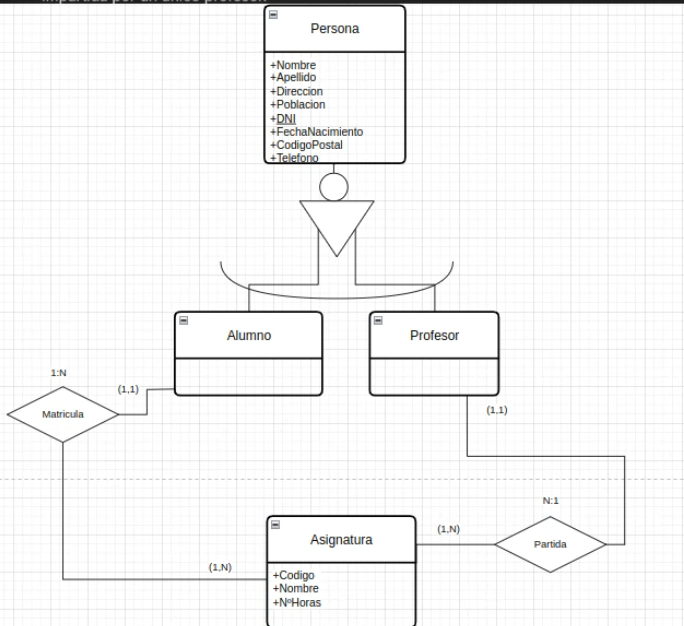 impartida por un único profesor.
Persona
+Nombre
+Apellido
+Direccion
+Poblacion
+DNI
+FechaNacimiento
+CodigoPostal
+Telefono
Alumno
Profesor
1:N
(1,1)
Matricula
(1,1)
N:1
Asignatura
(1,N)
Partida
(1,N)
+Codigo
+Nombre
+NºHoras